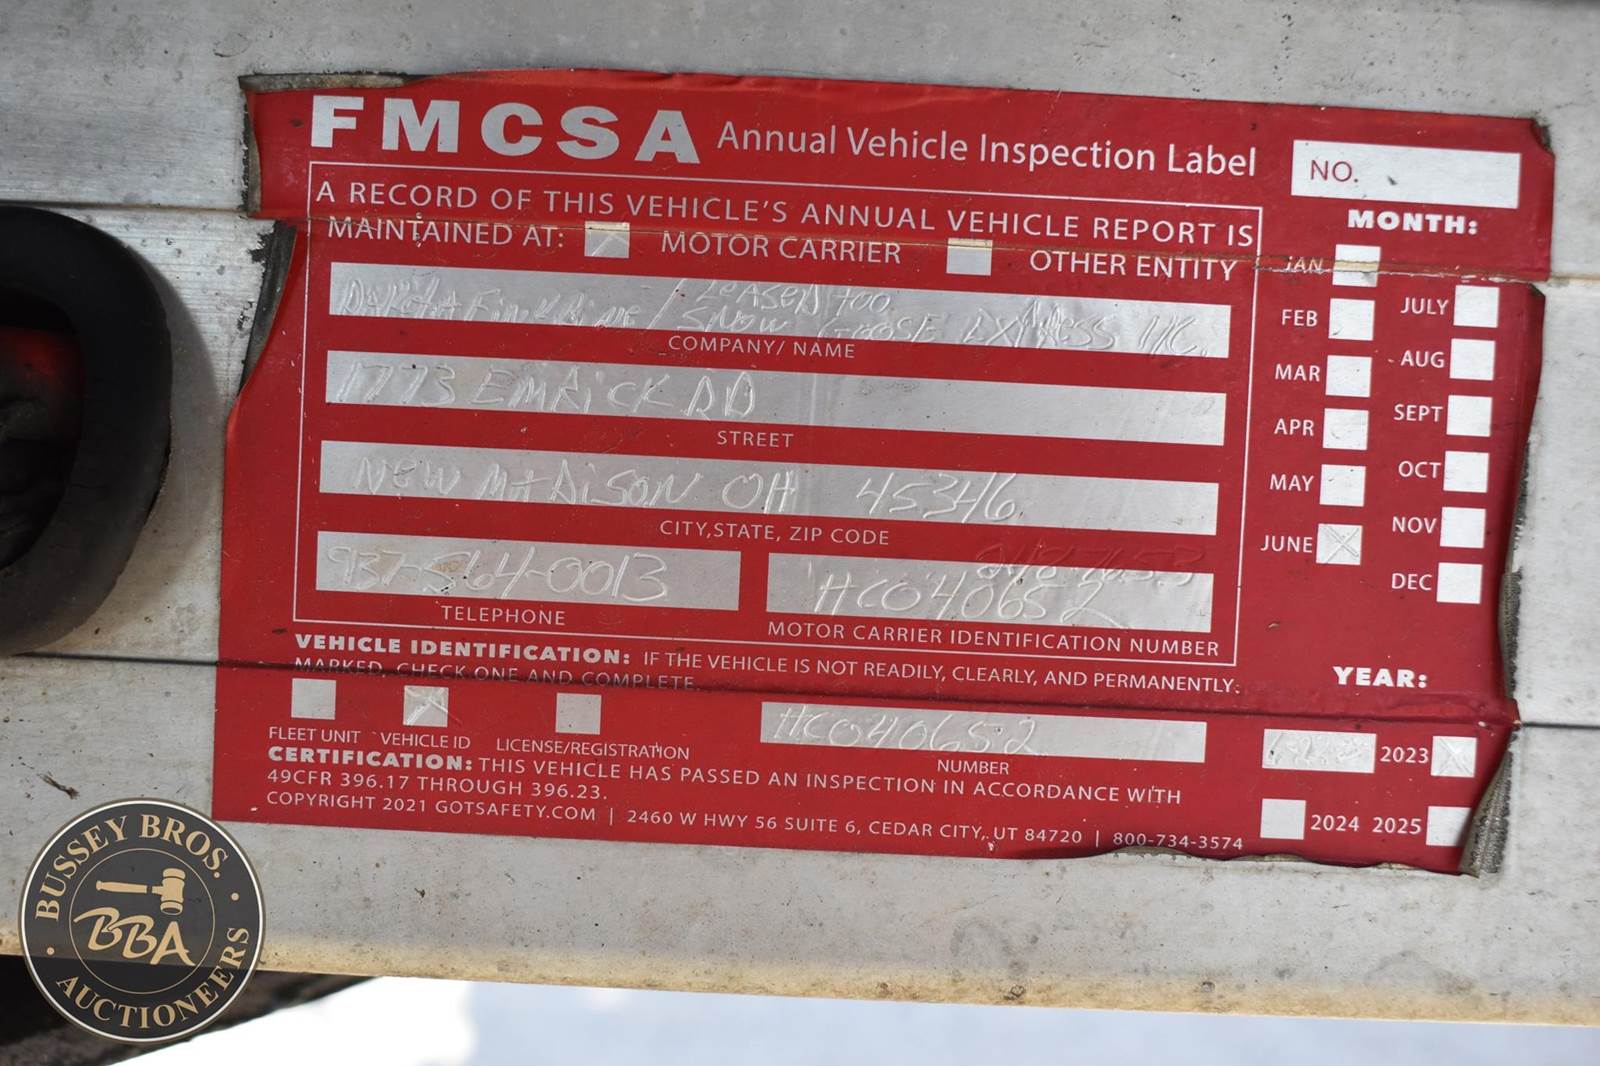 FMCSA Annual Vehicle Inspection Label
NO.
A RECORD OF THIS VEHICLE'S ANNUAL VEHICLE REPORT IS
MAINTAINED AT: MOTOR CARRIER OTHER ENTITY
LEASED TOO
DAKOTA / SNOW GOOSE EXPRESS
COMPANY/ NAME
1773 EMRICK
STREET
NEW MADISON OH 45346
CITY,STATE, ZIP CODE
937-564-0013
TELEPHONE
HC040652
MOTOR CARRIER IDENTIFICATION NUMBER
VEHICLE IDENTIFICATION: IF THE VEHICLE IS NOT READILY, CLEARLY, AND PERMANENTLY.
MARKED, CHECK ONE AND COMPLETE.
FLEET UNIT VEHICLE ID LICENSE/REGISTRATION
HC040652
NUMBER
CERTIFICATION: THIS VEHICLE HAS PASSED AN INSPECTION IN ACCORDANCE WITH
49CFR 396.17 THROUGH 396.23.
COPYRIGHT 2021 GOTSAFETY.COM | 2460 W HWY 56 SUITE 6, CEDAR CITY, UT 84720 | 800-734-3574
MONTH:
JAN
FEB JULY
MAR AUG
APR SEPT
MAY OCT
JUNE NOV
DEC
YEAR:
2023
2024 2025
BUSSEY BROS.
BBA
AUCTIONEERS